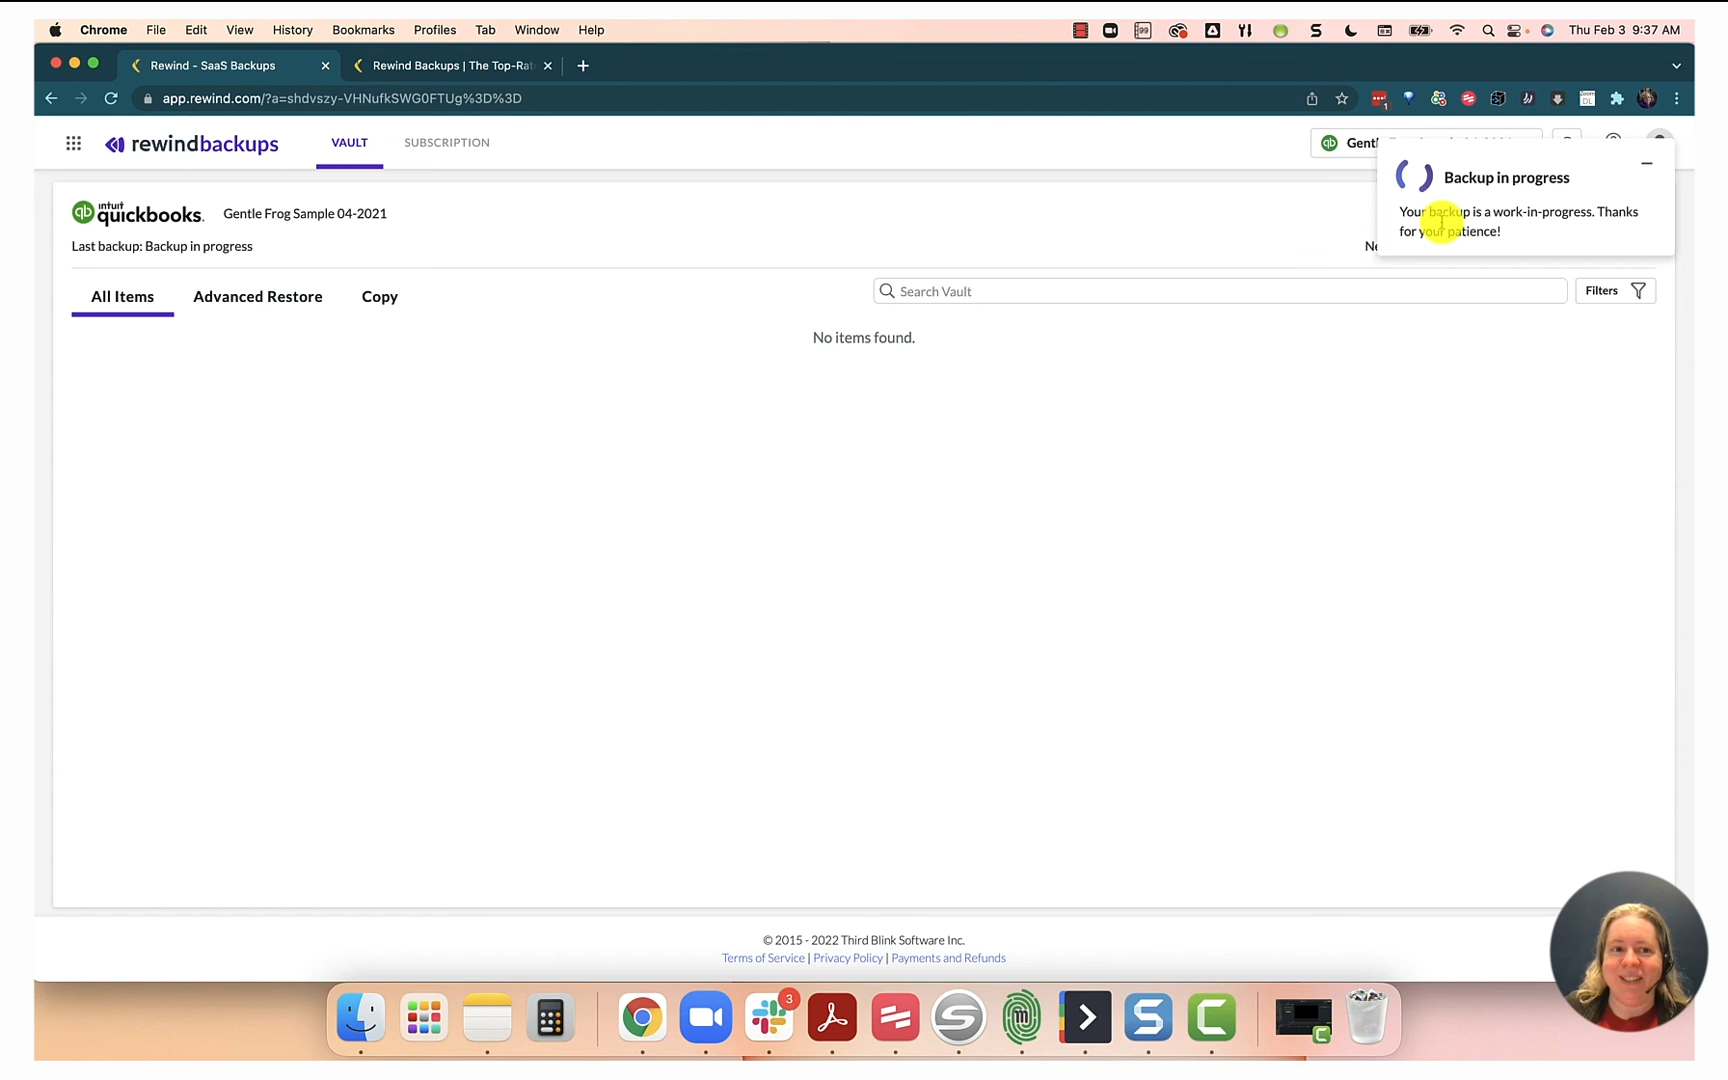 Chrome File Edit View History Bookmarks Profiles Tab Window Help
Thu Feb 3 9:37 AM
Rewind - SaaS Backups
Rewind Backups | The Top-Rat
app.rewind.com/?a=shdvszy-VHNufkSWG0FTUg%3D%3D
rewindbackups
VAULT
SUBSCRIPTION
Gentl
Backup in progress
Your backup is a work-in-progress. Thanks
for your patience!
intuit
quickbooks.
Gentle Frog Sample 04-2021
Last backup: Backup in progress
Ne
All Items
Advanced Restore
Copy
Search Vault
Filters
No items found.
© 2015 - 2022 Third Blink Software Inc.
Terms of Service | Privacy Policy | Payments and Refunds
3